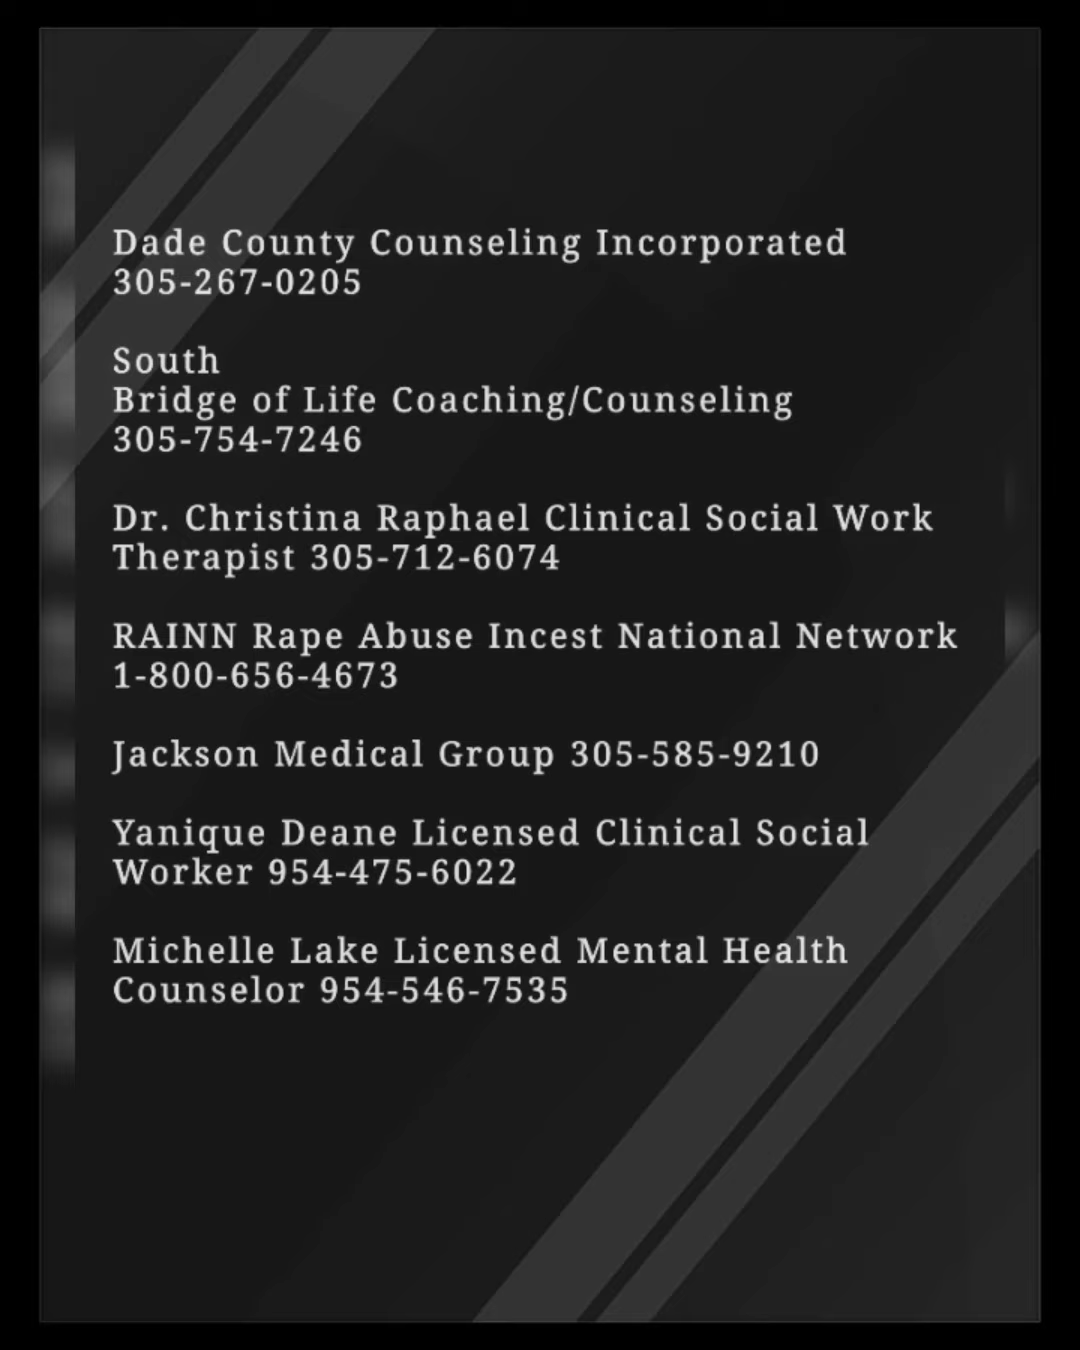 Dade County Counseling Incorporated
305-267-0205
South
Bridge of Life Coaching/Counseling
305-754-7246
Dr. Christina Raphael Clinical Social Work
Therapist 305-712-6074
RAINN Rape Abuse Incest National Network
1-800-656-4673
Jackson Medical Group 305-585-9210
Yanique Deane Licensed Clinical Social
Worker 954-475-6022
Michelle Lake Licensed Mental Health
Counselor 954-546-7535